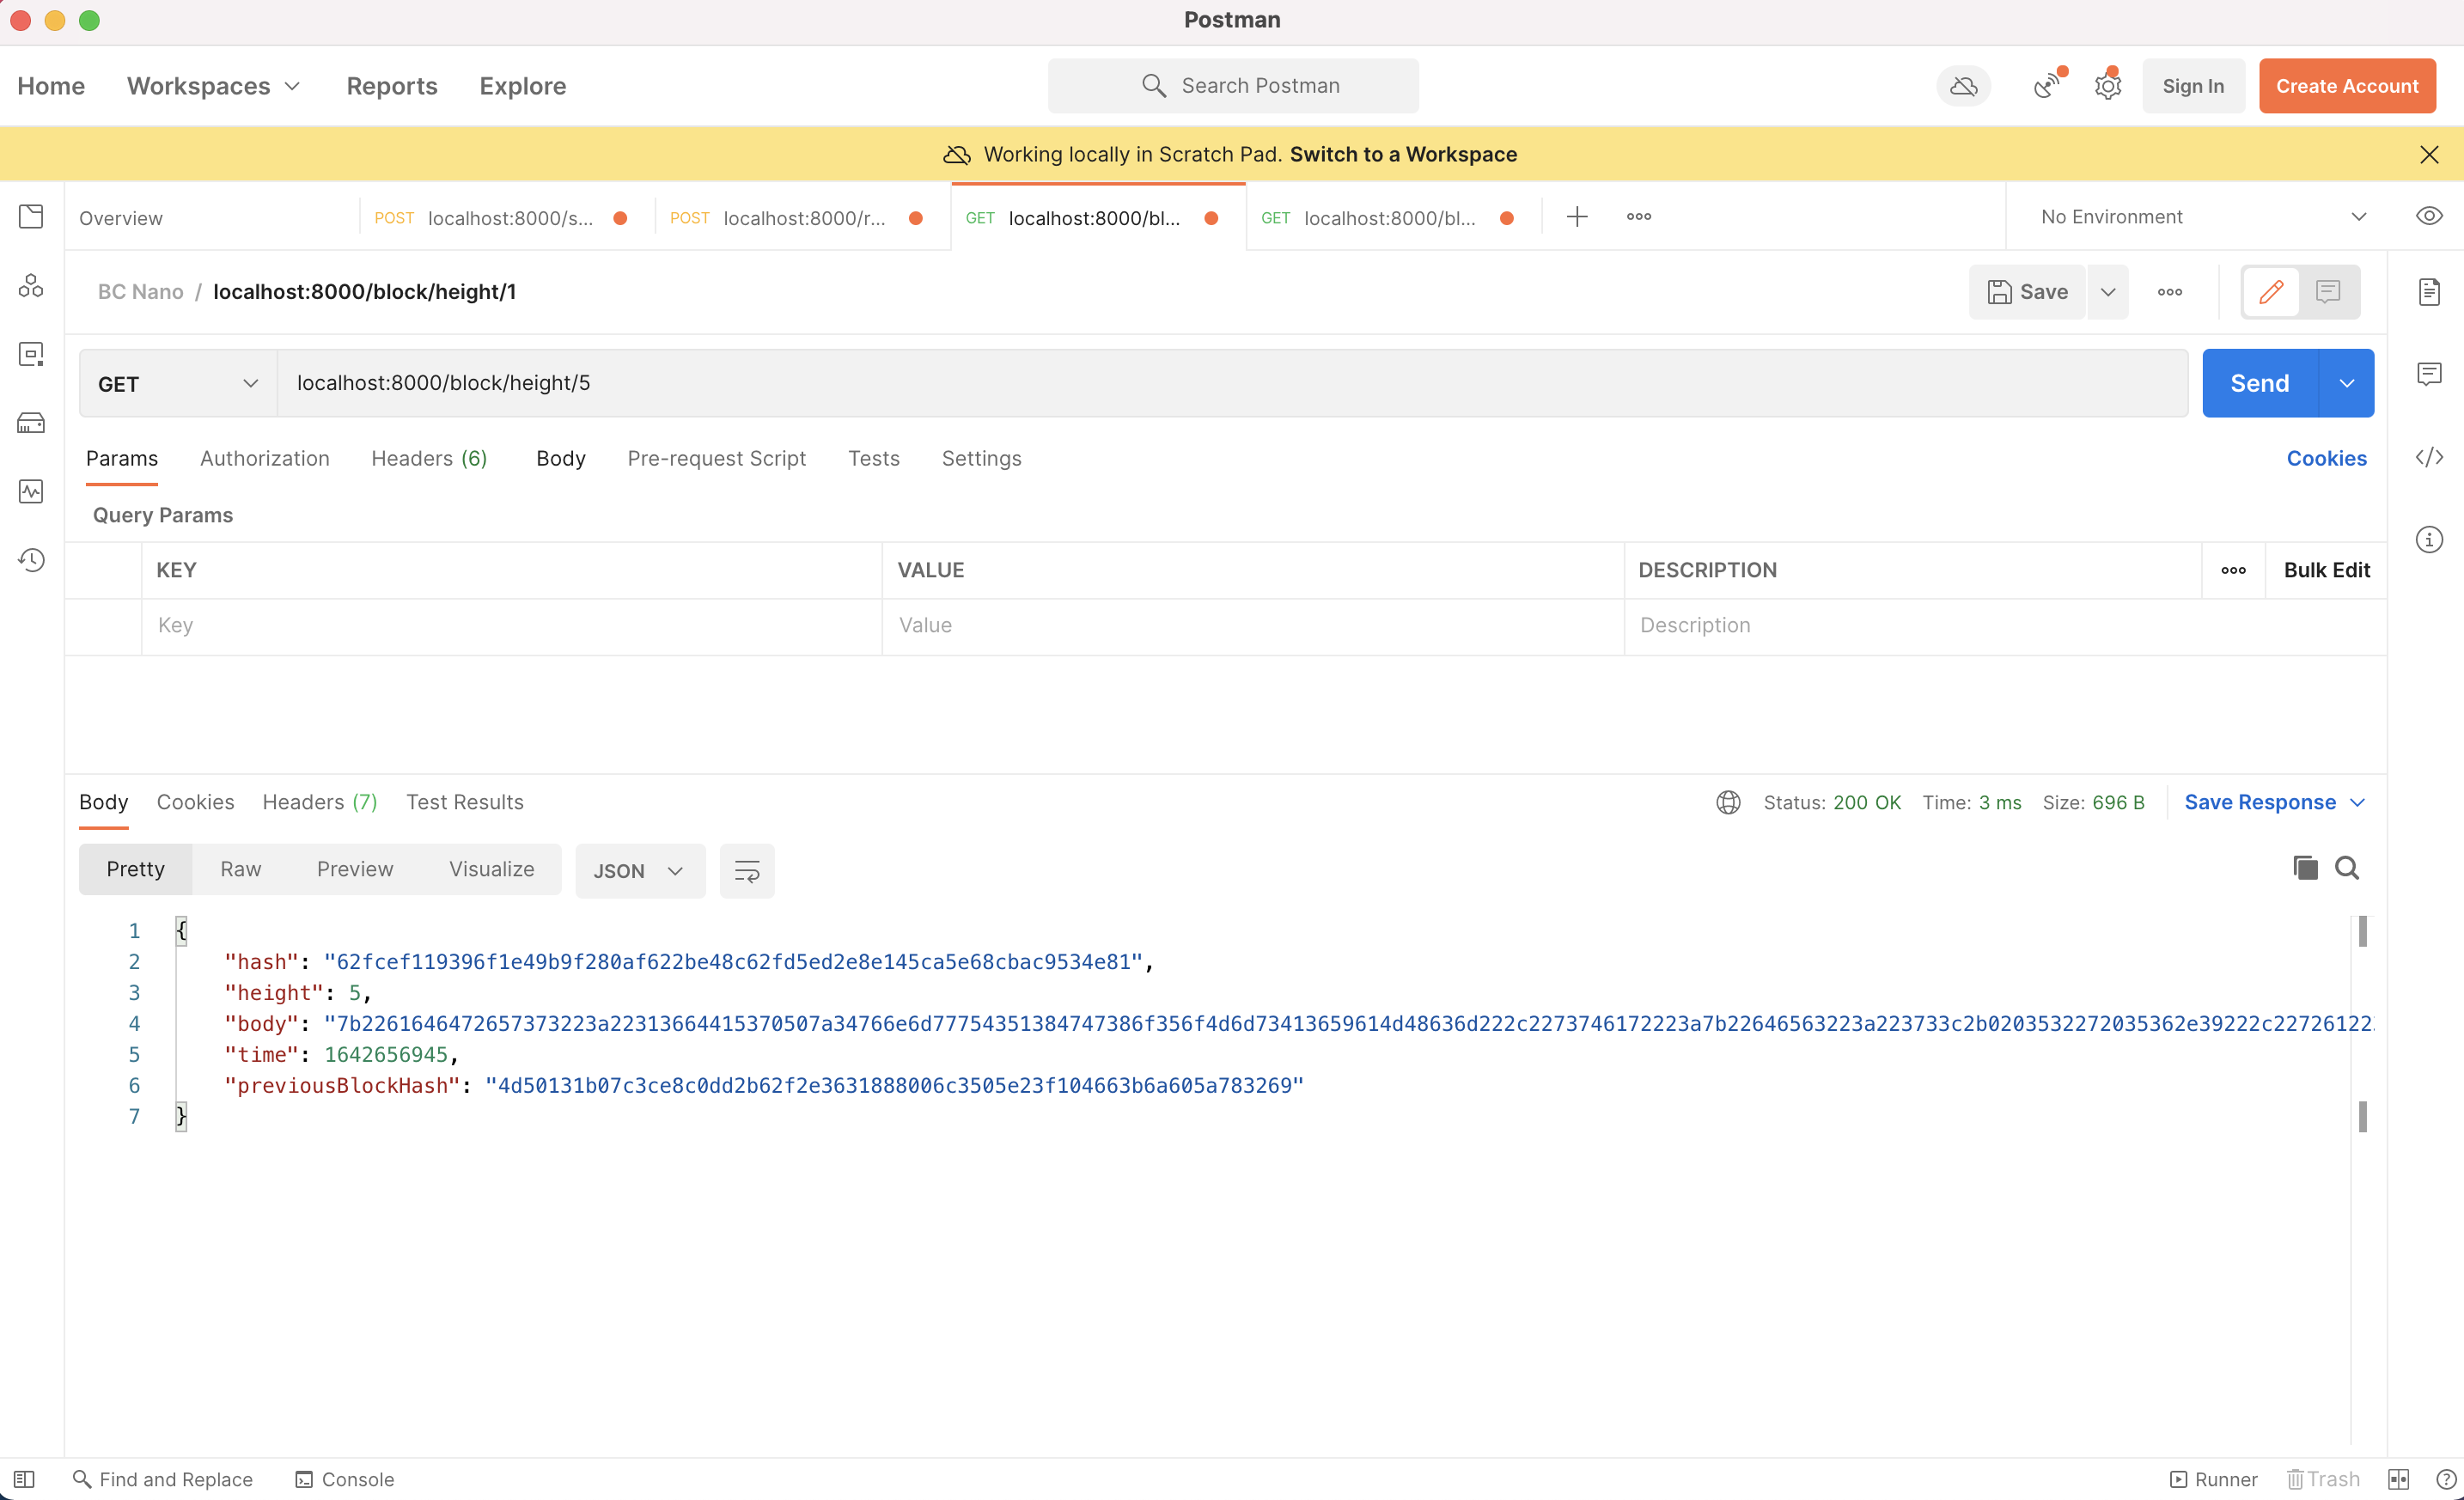 Postman
Home Workspaces Reports Explore Search Postman Sign In Create Account
Working locally in Scratch Pad. Switch to a Workspace
Overview POST localhost:8000/s... POST localhost:8000/r... GET localhost:8000/bl... GET localhost:8000/bl... No Environment
BC Nano / localhost:8000/block/height/1 Save
GET localhost:8000/block/height/5 Send
Params Authorization Headers (6) Body Pre-request Script Tests Settings Cookies
Query Params
KEY VALUE DESCRIPTION Bulk Edit
Key Value Description
Body Cookies Headers (7) Test Results Status: 200 OK Time: 3 ms Size: 696 B Save Response
Pretty Raw Preview Visualize JSON
1 {
2 "hash": "62fcef119396f1e49b9f280af622be48c62fd5ed2e8e145ca5e68cbac9534e81",
3 "height": 5,
4 "body": "7b2261646472657373223a22313664415370507a34766e6d77754351384747386f356f4d6d73413659614d48636d222c2273746172223a7b22646563223a223733c2b0203532272035362e39222c227261222
5 "time": 1642656945,
6 "previousBlockHash": "4d50131b07c3ce8c0dd2b62f2e3631888006c3505e23f104663b6a605a783269"
7 }
Find and Replace Console Runner Trash